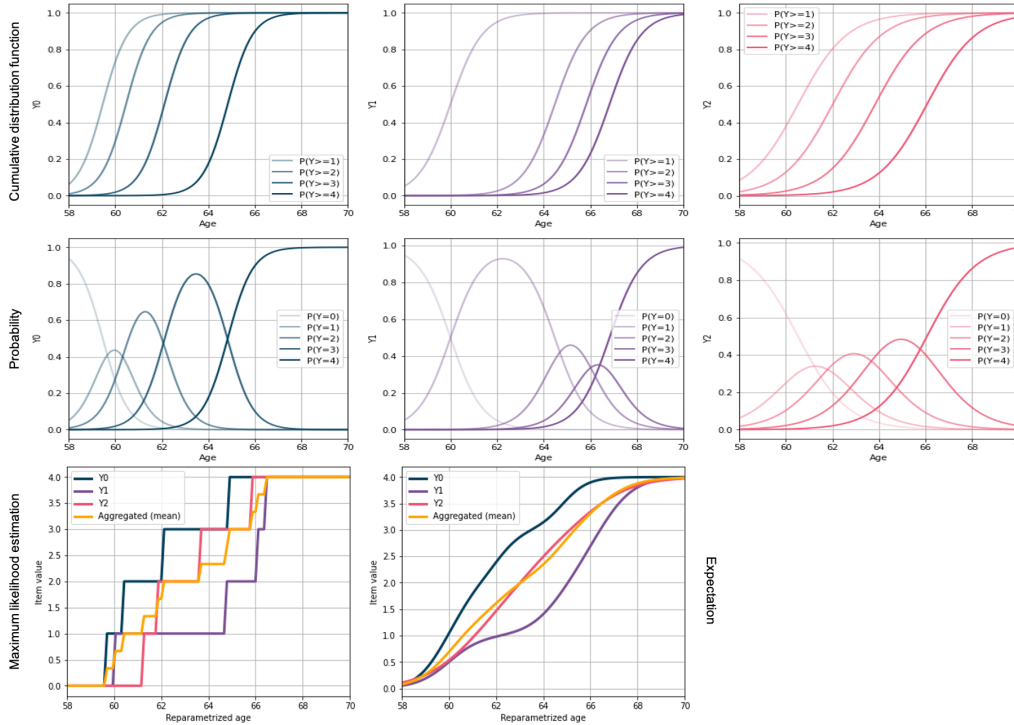 Cumulative distribution function
Y0
1.0
0.8
0.6
0.4
0.2
0.0
P(Y>=1)
P(Y>=2)
P(Y>=3)
P(Y>=4)
58 60 62 64 66 68 70
Age
Y1
1.0
0.8
0.6
0.4
0.2
0.0
P(Y>=1)
P(Y>=2)
P(Y>=3)
P(Y>=4)
58 60 62 64 66 68 70
Age
Y2
1.0
0.8
0.6
0.4
0.2
0.0
P(Y>=1)
P(Y>=2)
P(Y>=3)
P(Y>=4)
58 60 62 64 66 68
Age
Probability
Y0
1.0
0.8
0.6
0.4
0.2
0.0
P(Y=0)
P(Y=1)
P(Y=2)
P(Y=3)
P(Y=4)
58 60 62 64 66 68 70
Age
Y1
1.0
0.8
0.6
0.4
0.2
0.0
P(Y=0)
P(Y=1)
P(Y=2)
P(Y=3)
P(Y=4)
58 60 62 64 66 68 70
Age
Y2
1.0
0.8
0.6
0.4
0.2
0.0
P(Y=0)
P(Y=1)
P(Y=2)
P(Y=3)
P(Y=4)
58 60 62 64 66 68
Age
Maximum likelihood estimation
Item value
4.0
3.5
3.0
2.5
2.0
1.5
1.0
0.5
0.0
Y0
Y1
Y2
Aggregated (mean)
58 60 62 64 66 68 70
Reparametrized age
Item value
4.0
3.5
3.0
2.5
2.0
1.5
1.0
0.5
0.0
Y0
Y1
Y2
Aggregated (mean)
58 60 62 64 66 68 70
Reparametrized age
Expectation